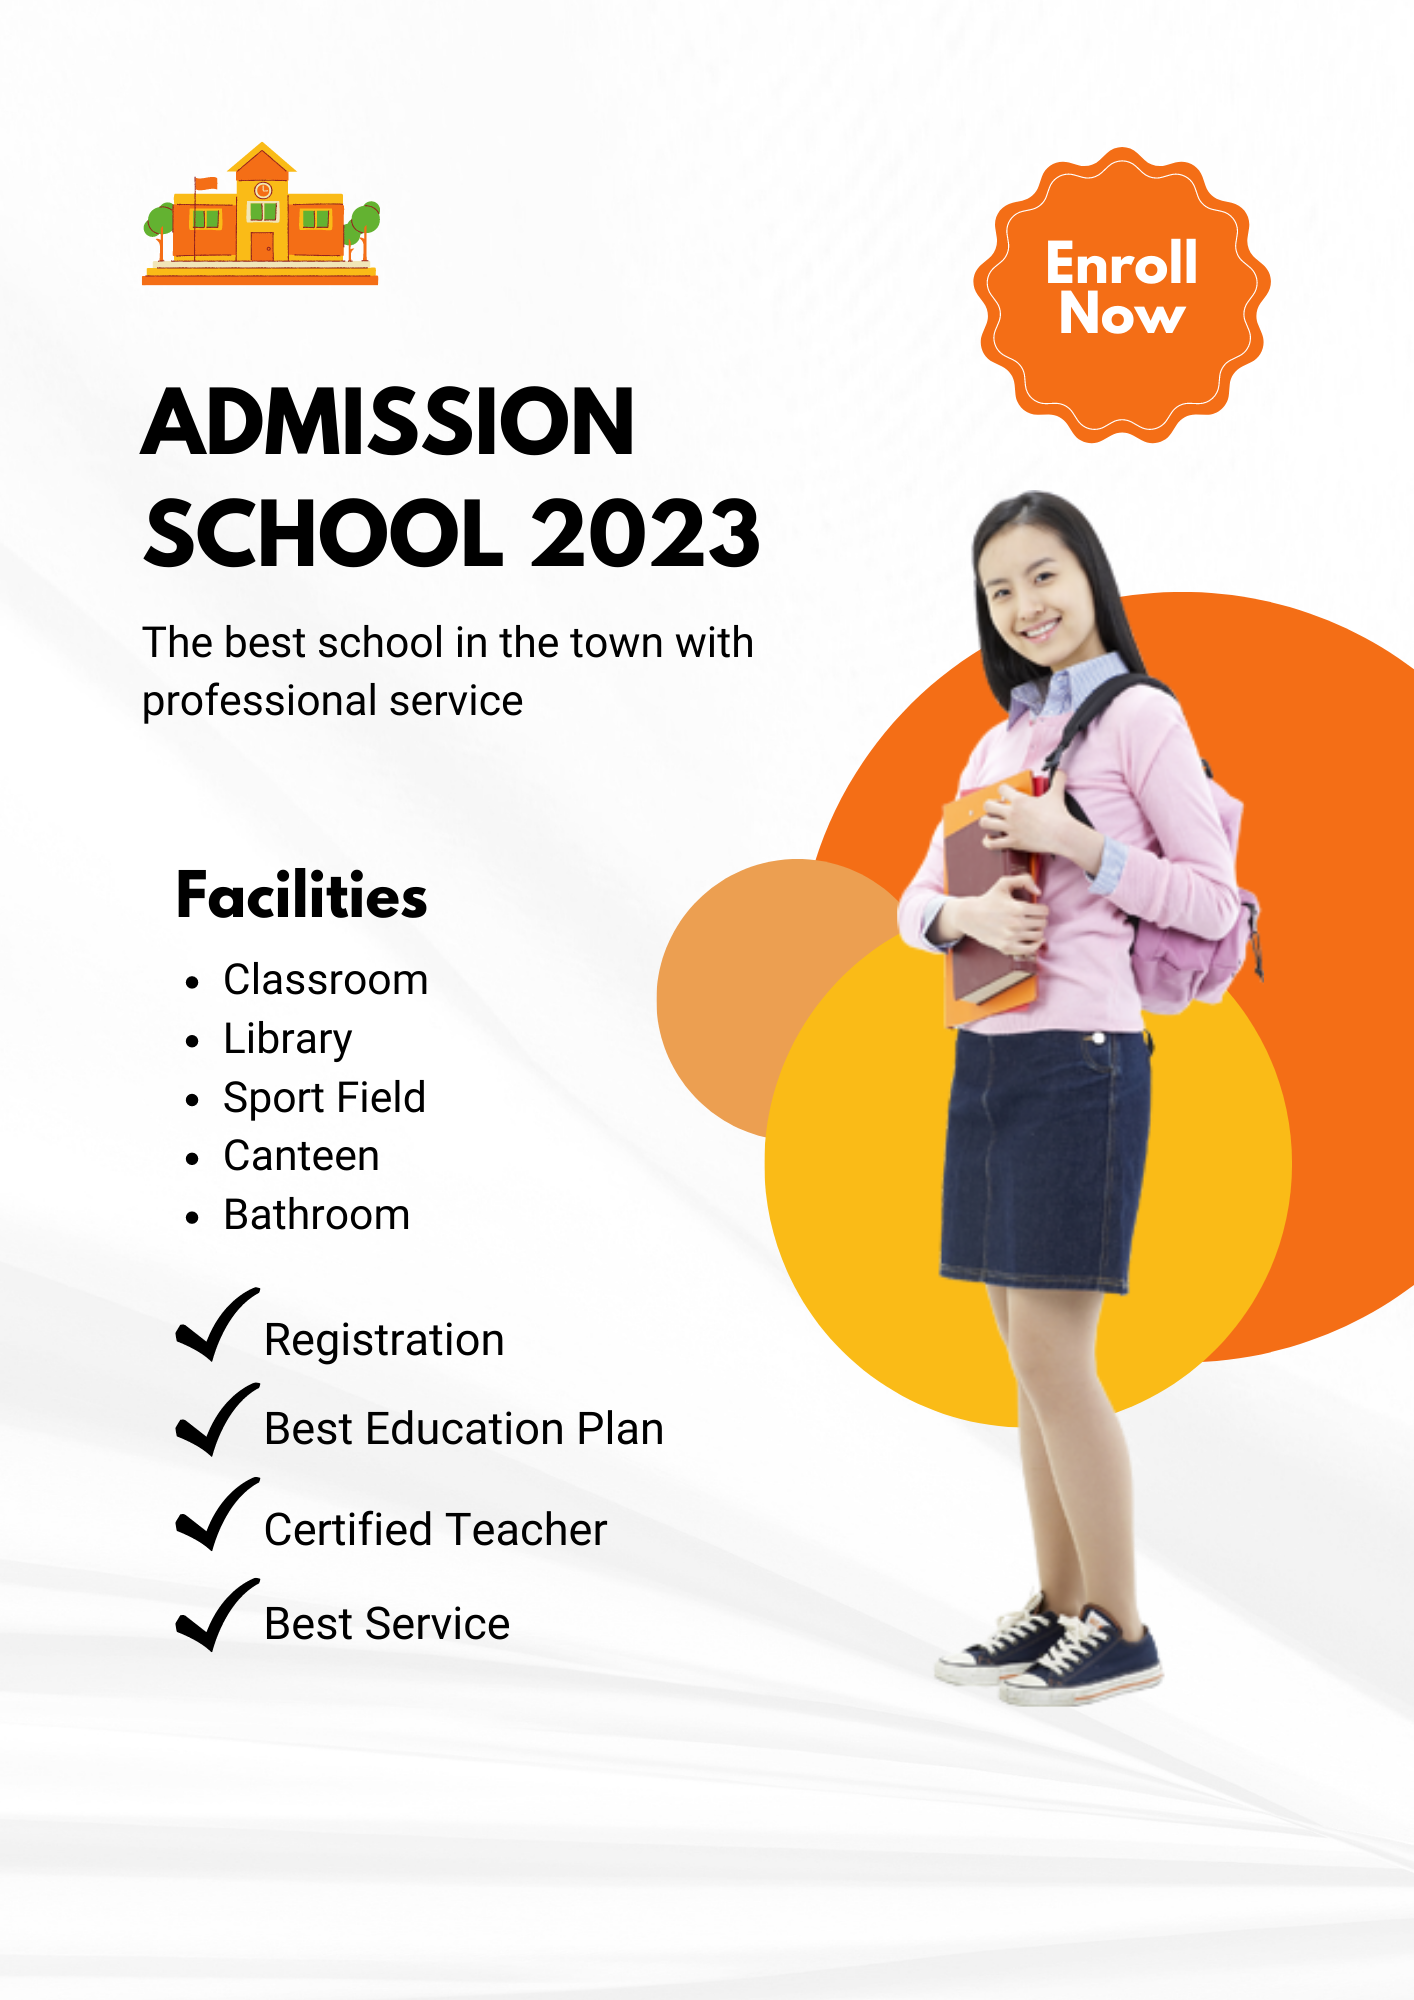 Enroll
Now
ADMISSION
SCHOOL 2023
The best school in the town with
professional service
Facilities
• Classroom
• Library
• Sport Field
• Canteen
• Bathroom
Registration
Best Education Plan
Certified Teacher
Best Service